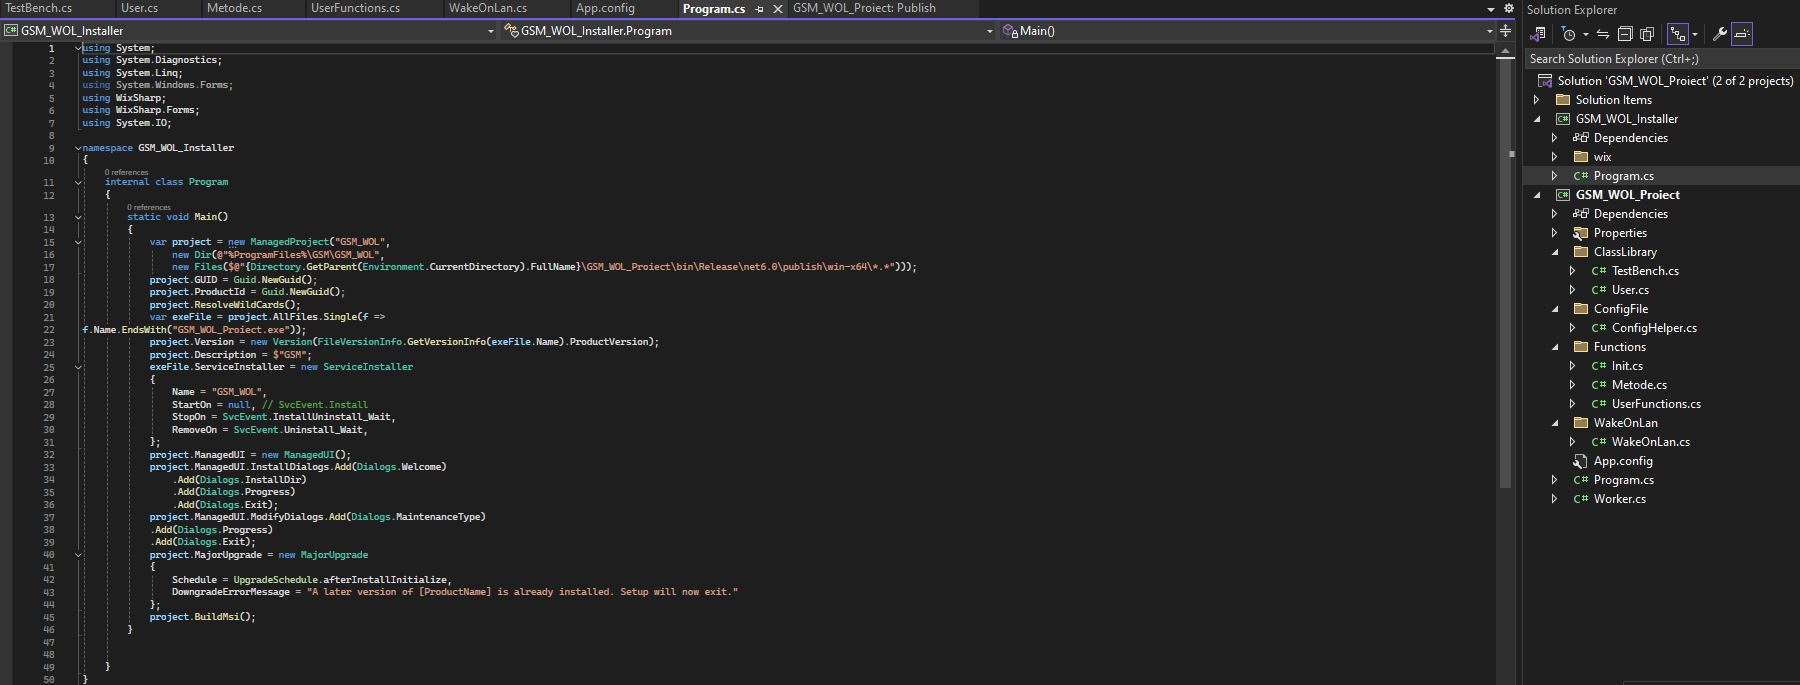 TestBench.cs User.cs Metode.cs UserFunctions.cs WakeOnLan.cs App.config Program.cs GSM_WOL_Project: Publish
GSM_WOL_Installer GSM_WOL_Installer.Program Main()
1 using System;
2 using System.Diagnostics;
3 using System.Linq;
4 using System.Windows.Forms;
5 using WixSharp;
6 using WixSharp.Forms;
7 using System.IO;
8
9 namespace GSM_WOL_Installer
10 {
0 references
11 internal class Program
12 {
0 references
13 static void Main()
14 {
15 var project = new ManagedProject("GSM_WOL",
16 new Dir(@"%ProgramFiles%\GSM\GSM_WOL",
17 new Files($@"{Directory.GetParent(Environment.CurrentDirectory).FullName}\GSM_WOL_Project\bin\Release\net6.0\publish\win-x64\*.*")));
18 project.GUID = Guid.NewGuid();
19 project.ProductId = Guid.NewGuid();
20 project.ResolveWildCards();
21 var exeFile = project.AllFiles.Single(f =>
22 f.Name.EndsWith("GSM_WOL_Project.exe"));
23 project.Version = new Version(FileVersionInfo.GetVersionInfo(exeFile.Name).ProductVersion);
24 project.Description = $"GSM";
25 exeFile.ServiceInstaller = new ServiceInstaller
26 {
27 Name = "GSM_WOL",
28 StartOn = null, // SvcEvent.Install
29 StopOn = SvcEvent.InstallUninstall_Wait,
30 RemoveOn = SvcEvent.Uninstall_Wait,
31 };
32 project.ManagedUI = new ManagedUI();
33 project.ManagedUI.InstallDialogs.Add(Dialogs.Welcome)
34 .Add(Dialogs.InstallDir)
35 .Add(Dialogs.Progress)
36 .Add(Dialogs.Exit);
37 project.ManagedUI.ModifyDialogs.Add(Dialogs.MaintenanceType)
38 .Add(Dialogs.Progress)
39 .Add(Dialogs.Exit);
40 project.MajorUpgrade = new MajorUpgrade
41 {
42 Schedule = UpgradeSchedule.afterInstallInitialize,
43 DowngradeErrorMessage = "A later version of [ProductName] is already installed. Setup will now exit."
44 };
45 project.BuildMsi();
46 }
47
48
49 }
50 }
Solution Explorer
Search Solution Explorer (Ctrl+;)
Solution 'GSM_WOL_Project' (2 of 2 projects)
Solution Items
C# GSM_WOL_Installer
Dependencies
wix
C# Program.cs
C# GSM_WOL_Project
Dependencies
Properties
ClassLibrary
C# TestBench.cs
C# User.cs
ConfigFile
C# ConfigHelper.cs
Functions
C# Init.cs
C# Metode.cs
C# UserFunctions.cs
WakeOnLan
C# WakeOnLan.cs
App.config
C# Program.cs
C# Worker.cs